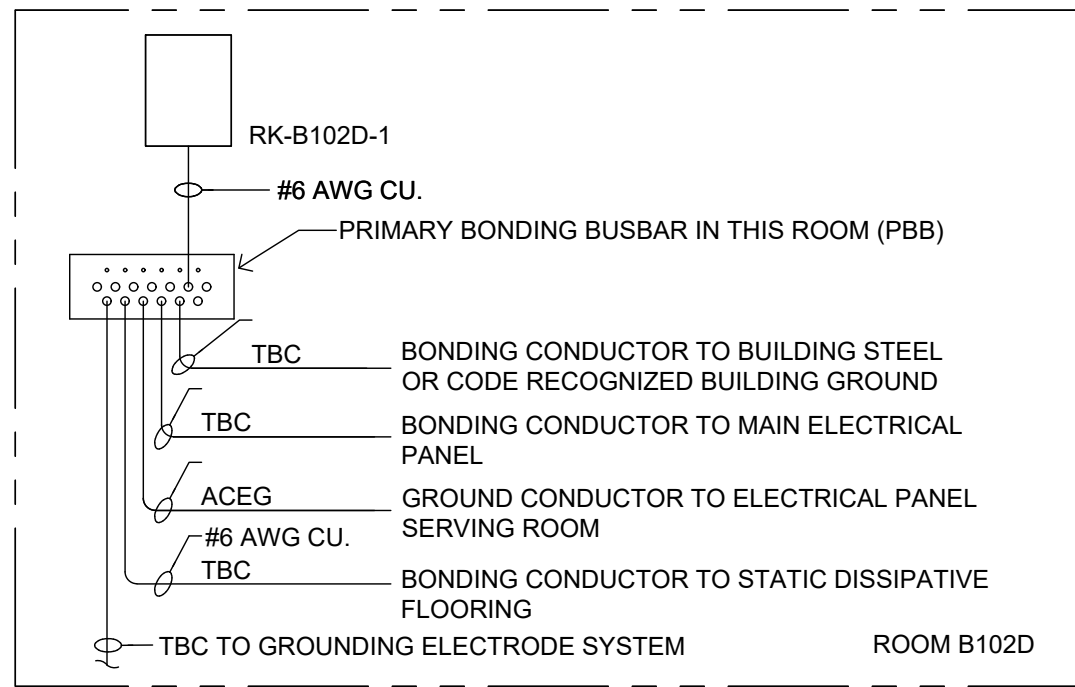 RK-B102D-1
#6 AWG CU.
PRIMARY BONDING BUSBAR IN THIS ROOM (PBB)
TBC
BONDING CONDUCTOR TO BUILDING STEEL
OR CODE RECOGNIZED BUILDING GROUND
TBC
BONDING CONDUCTOR TO MAIN ELECTRICAL
PANEL
ACEG
GROUND CONDUCTOR TO ELECTRICAL PANEL
SERVING ROOM
#6 AWG CU.
TBC
BONDING CONDUCTOR TO STATIC DISSIPATIVE
FLOORING
TBC TO GROUNDING ELECTRODE SYSTEM
ROOM B102D